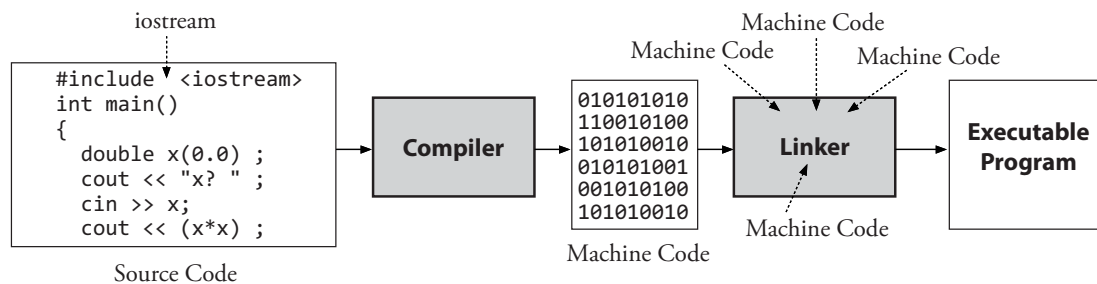 iostream
#include <iostream>
int main()
{
double x(0.0) ;
cout << "x? " ;
cin >> x;
cout << (x*x) ;
Source Code
Compiler
010101010
110010100
101010010
010101001
001010100
101010010
Machine Code
Machine Code
Machine Code
Machine Code
Linker
Machine Code
Executable
Program